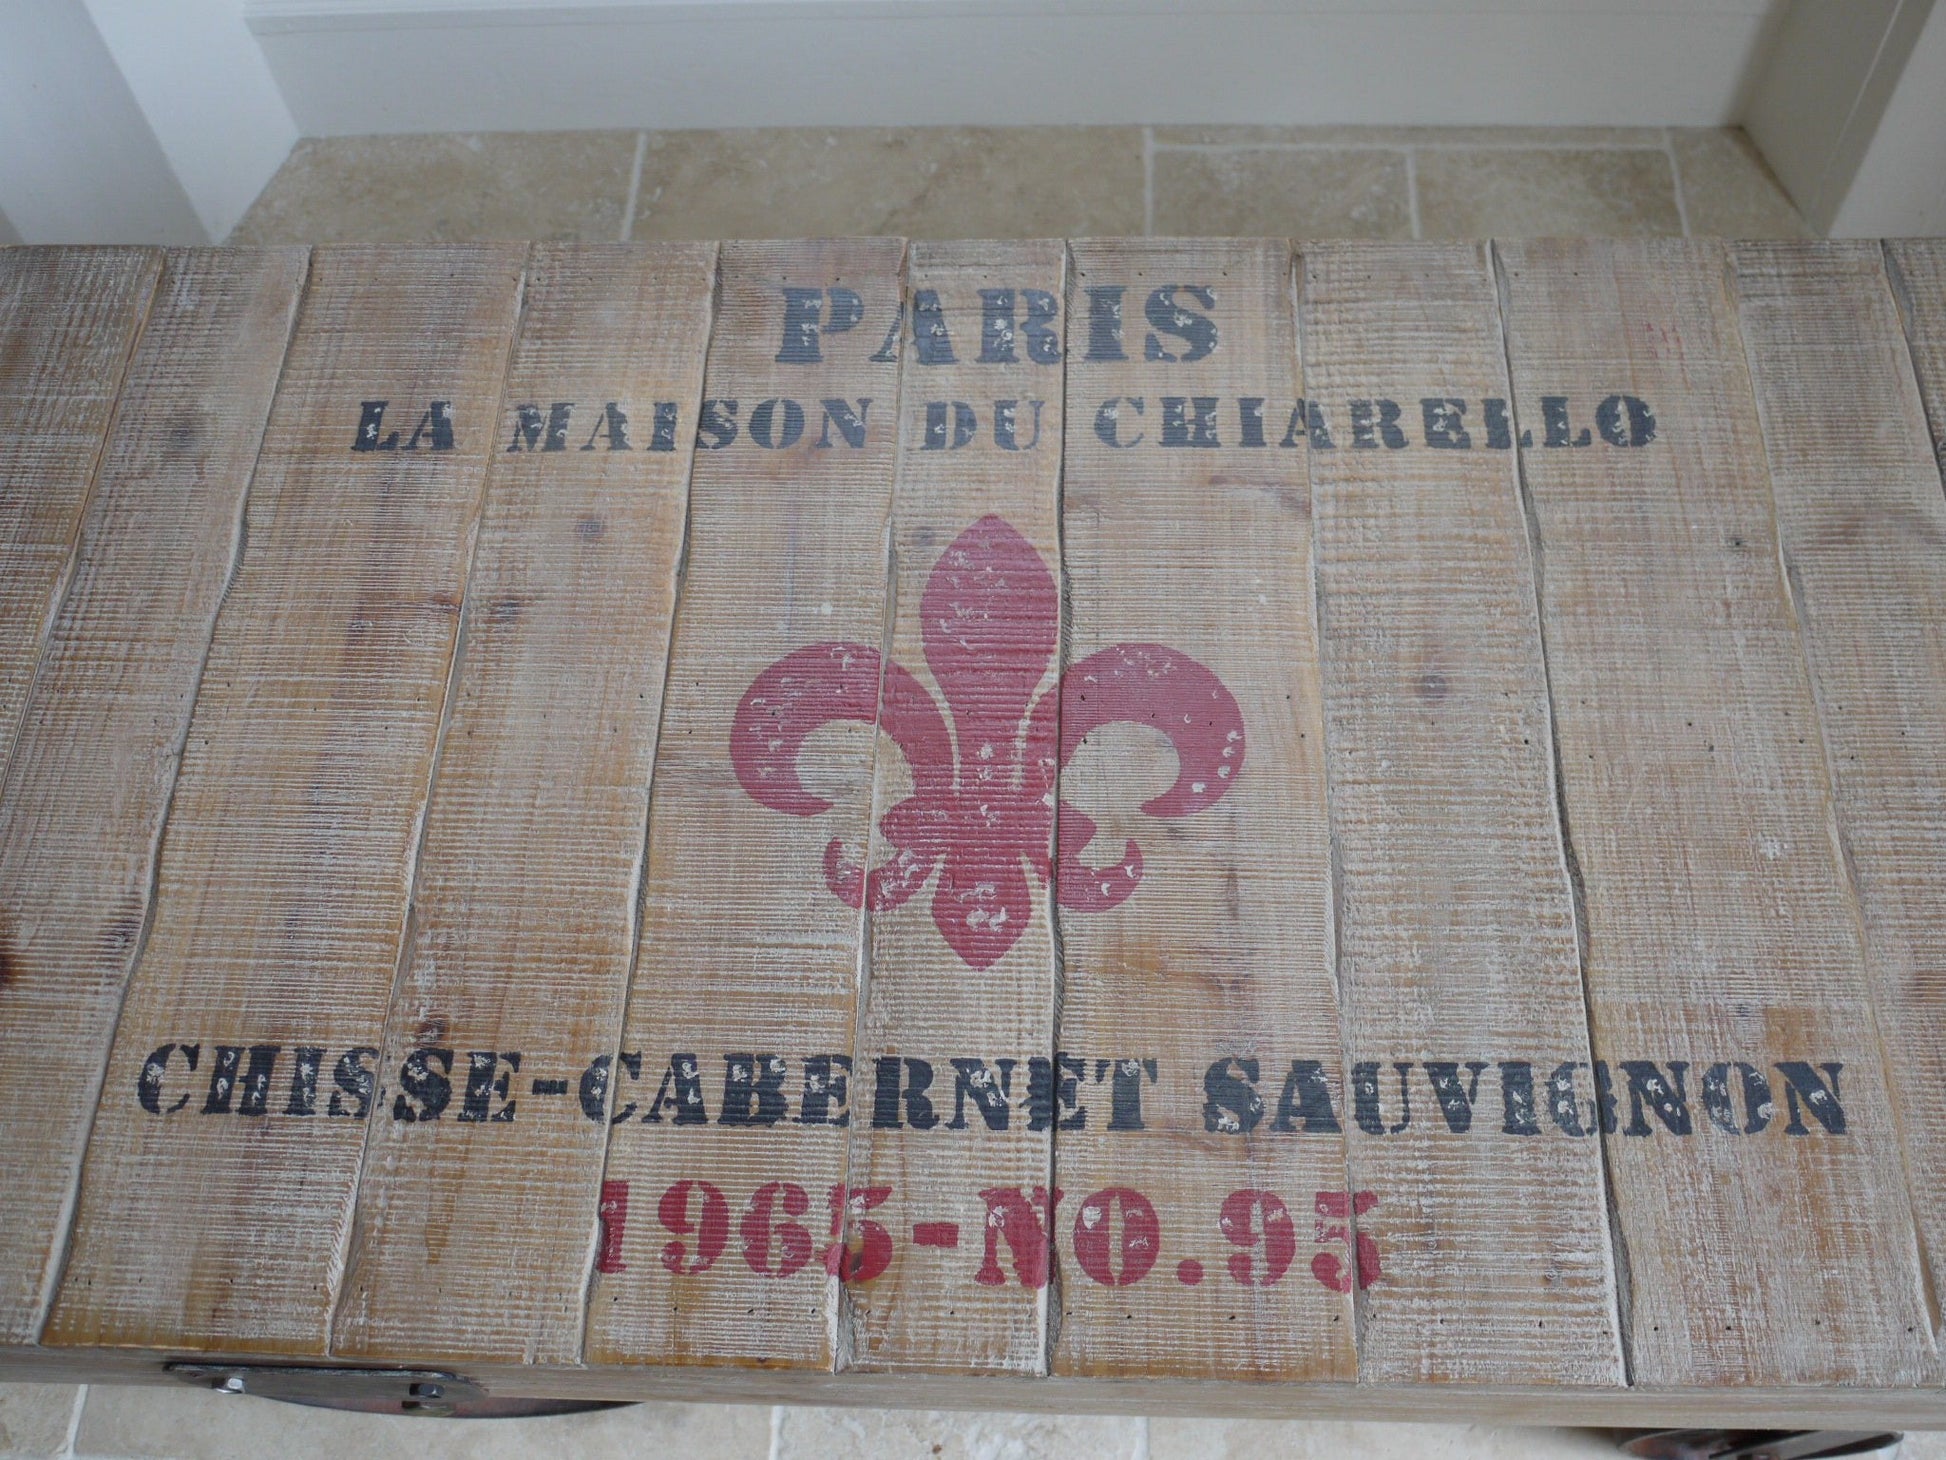 PARIS
LA MAISON DU CHIARELLO
CHISSE-CABERNET SAUVIGNON
1965-NO.95